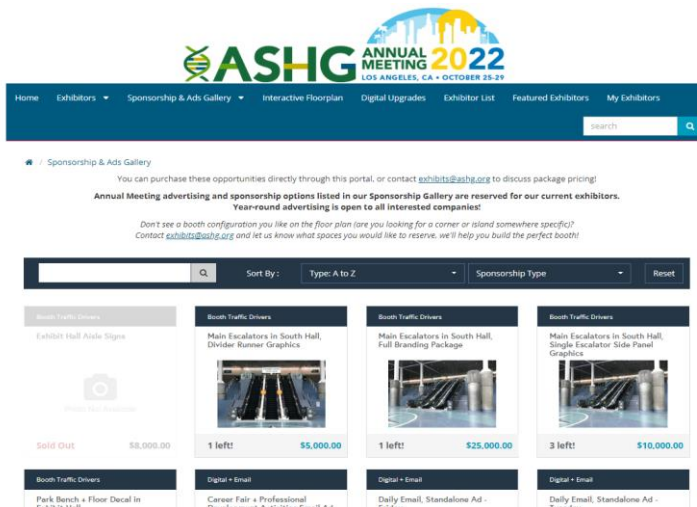 ASHG ANNUAL MEETING 2022
LOS ANGELES, CA • OCTOBER 25-29
Home Exhibitors Sponsorship & Ads Gallery Interactive Floorplan Digital Upgrades Exhibitor List Featured Exhibitors My Exhibitors
search
/ Sponsorship & Ads Gallery
You can purchase these opportunities directly through this portal, or contact exhibits@ashg.org to discuss package pricing!
Annual Meeting advertising and sponsorship options listed in our Sponsorship Gallery are reserved for our current exhibitors.
Year-round advertising is open to all interested companies!
Don't see a booth configuration you like on the floor plan (are you looking for a corner or island somewhere specific)?
Contact exhibits@ashg.org and let us know what spaces you would like to reserve, we'll help you build the perfect booth!
Sort By : Type: A to Z Sponsorship Type Reset
Booth Traffic Drivers
Exhibit Hall Aisle Signs
Sold Out $8,000.00
Booth Traffic Drivers
Main Escalators in South Hall,
Divider Runner Graphics
1 left! $5,000.00
Booth Traffic Drivers
Main Escalators in South Hall,
Full Branding Package
1 left! $25,000.00
Booth Traffic Drivers
Main Escalators in South Hall,
Single Escalator Side Panel
Graphics
3 left! $10,000.00
Booth Traffic Drivers
Park Bench + Floor Decal in
Exhibit Hall
Digital + Email
Career Fair + Professional
Development Activities Email Ad
Digital + Email
Daily Email, Standalone Ad -
Digital + Email
Daily Email, Standalone Ad -